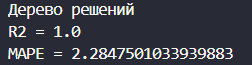 Дерево решений
R2 = 1.0
MAPE = 2.2847501033939883